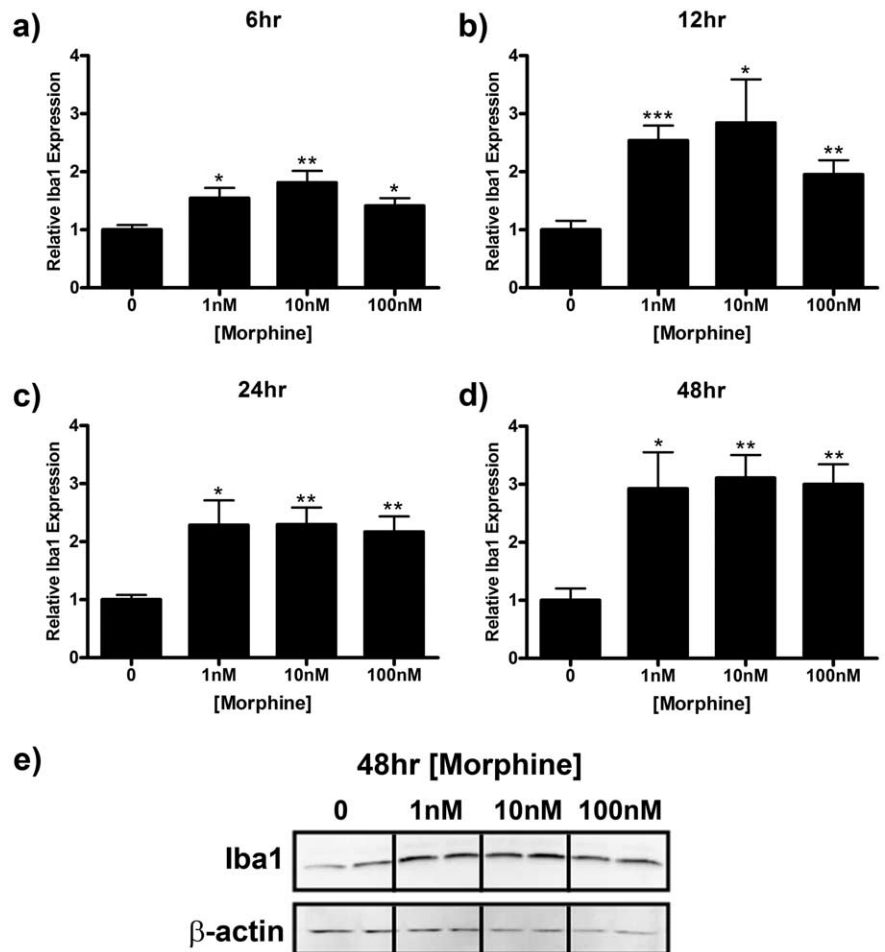 a)
6hr
Relative Iba1 Expression
4
3
2
1
0
*
**
*
0 1nM 10nM 100nM
[Morphine]
b)
12hr
Relative Iba1 Expression
4
3
2
1
0
***
*
**
0 1nM 10nM 100nM
[Morphine]
c)
24hr
Relative Iba1 Expression
4
3
2
1
0
*
**
**
0 1nM 10nM 100nM
[Morphine]
d)
48hr
Relative Iba1 Expression
4
3
2
1
0
*
**
**
0 1nM 10nM 100nM
[Morphine]
e)
48hr [Morphine]
0 1nM 10nM 100nM
Iba1
β-actin